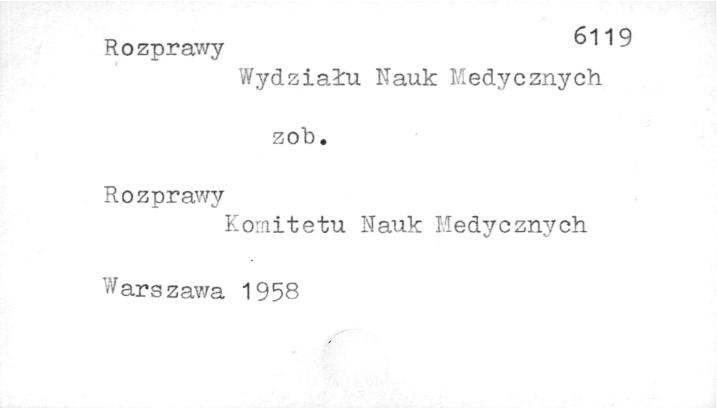 6119
Rozprawy
Wydziału Nauk Medycznych
zob.
Rozprawy
Komitetu Nauk Medycznych
Warszawa 1958